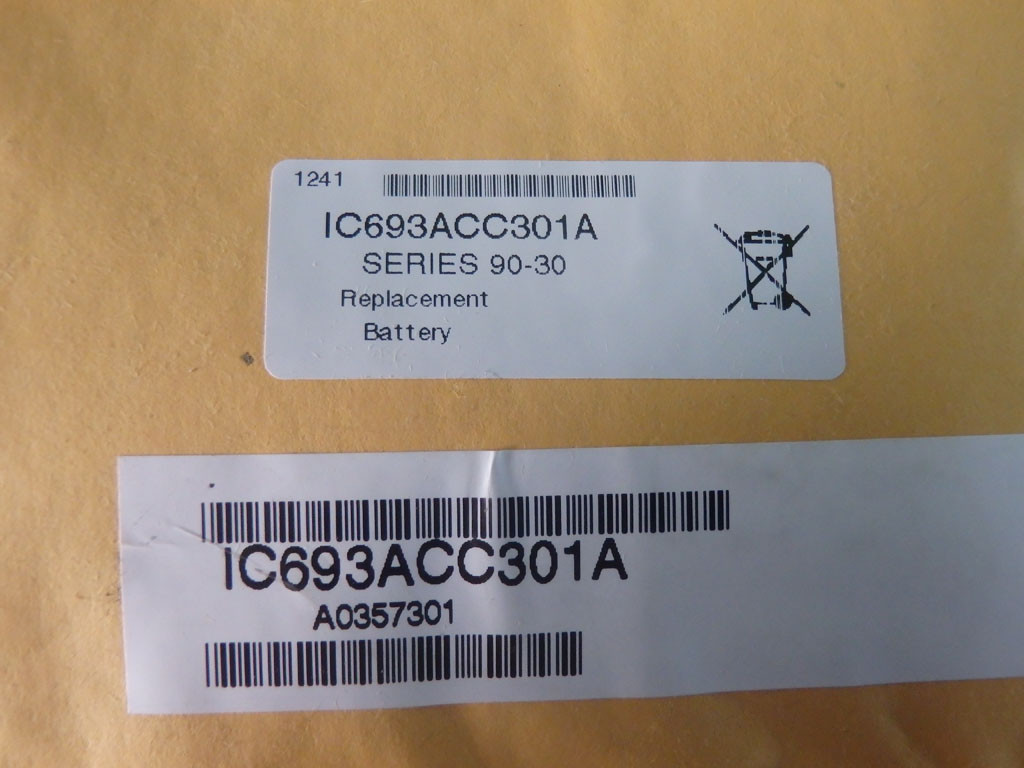 1241
IC693ACC301A
SERIES 90-30
Replacement
Battery
IC693ACC301A
A0357301